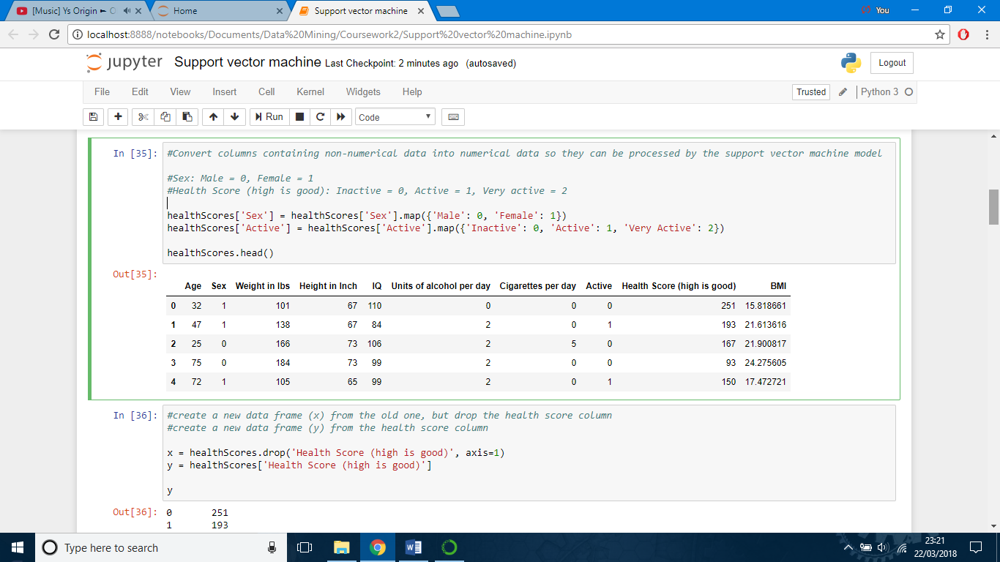 [Music] Ys Origin ►
Home
Support vector machine
You
localhost:8888/notebooks/Documents/Data%20Mining/Coursework2/Support%20vector%20machine.ipynb
jupyter Support vector machine Last Checkpoint: 2 minutes ago (autosaved)
Logout
File Edit View Insert Cell Kernel Widgets Help
Trusted Python 3
Run Code
In [35]: #Convert columns containing non-numerical data into numerical data so they can be processed by the support vector machine model
#Sex: Male = 0, Female = 1
#Health Score (high is good): Inactive = 0, Active = 1, Very active = 2
healthScores['Sex'] = healthScores['Sex'].map({'Male': 0, 'Female': 1})
healthScores['Active'] = healthScores['Active'].map({'Inactive': 0, 'Active': 1, 'Very Active': 2})
healthScores.head()
Out[35]:
Age Sex Weight in lbs Height in Inch IQ Units of alcohol per day Cigarettes per day Active Health Score (high is good) BMI
0 32 1 101 67 110 0 0 0 251 15.818661
1 47 1 138 67 84 2 0 1 193 21.613616
2 25 0 166 73 106 2 5 0 167 21.900817
3 75 0 184 73 99 2 0 0 93 24.275605
4 72 1 105 65 99 2 0 1 150 17.472721
In [36]: #create a new data frame (x) from the old one, but drop the health score column
#create a new data frame (y) from the health score column
x = healthScores.drop('Health Score (high is good)', axis=1)
y = healthScores['Health Score (high is good)']
y
Out[36]: 0 251
1 193
Type here to search
23:21
22/03/2018